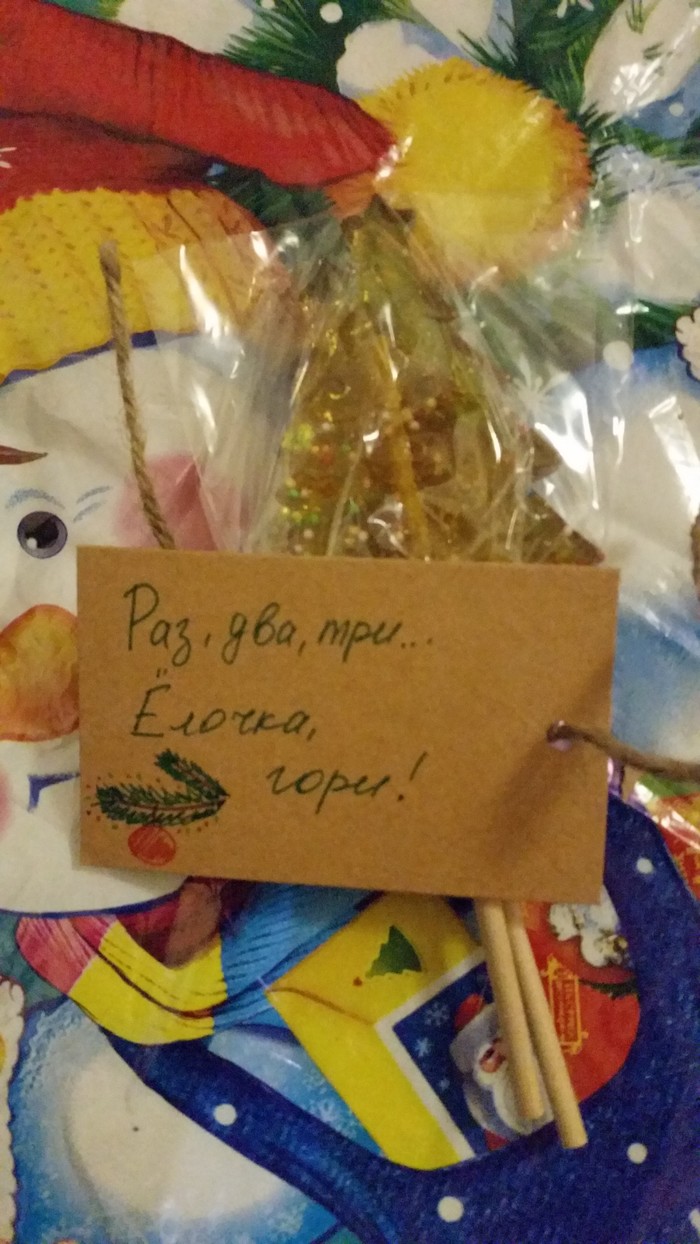 Раз, два, три...
Ёлочка,
гори!